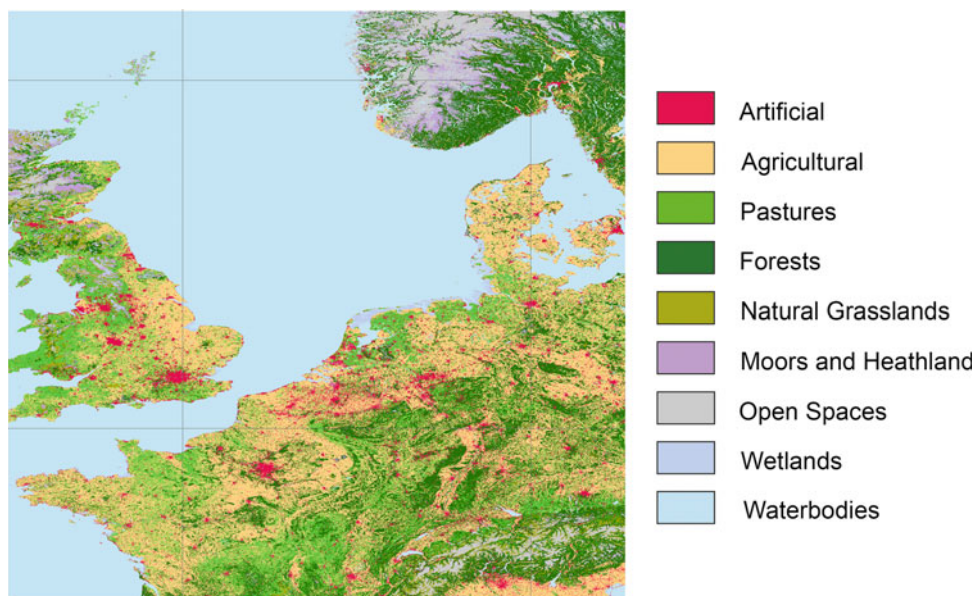 Artificial
Agricultural
Pastures
Forests
Natural Grasslands
Moors and Heathland
Open Spaces
Wetlands
Waterbodies